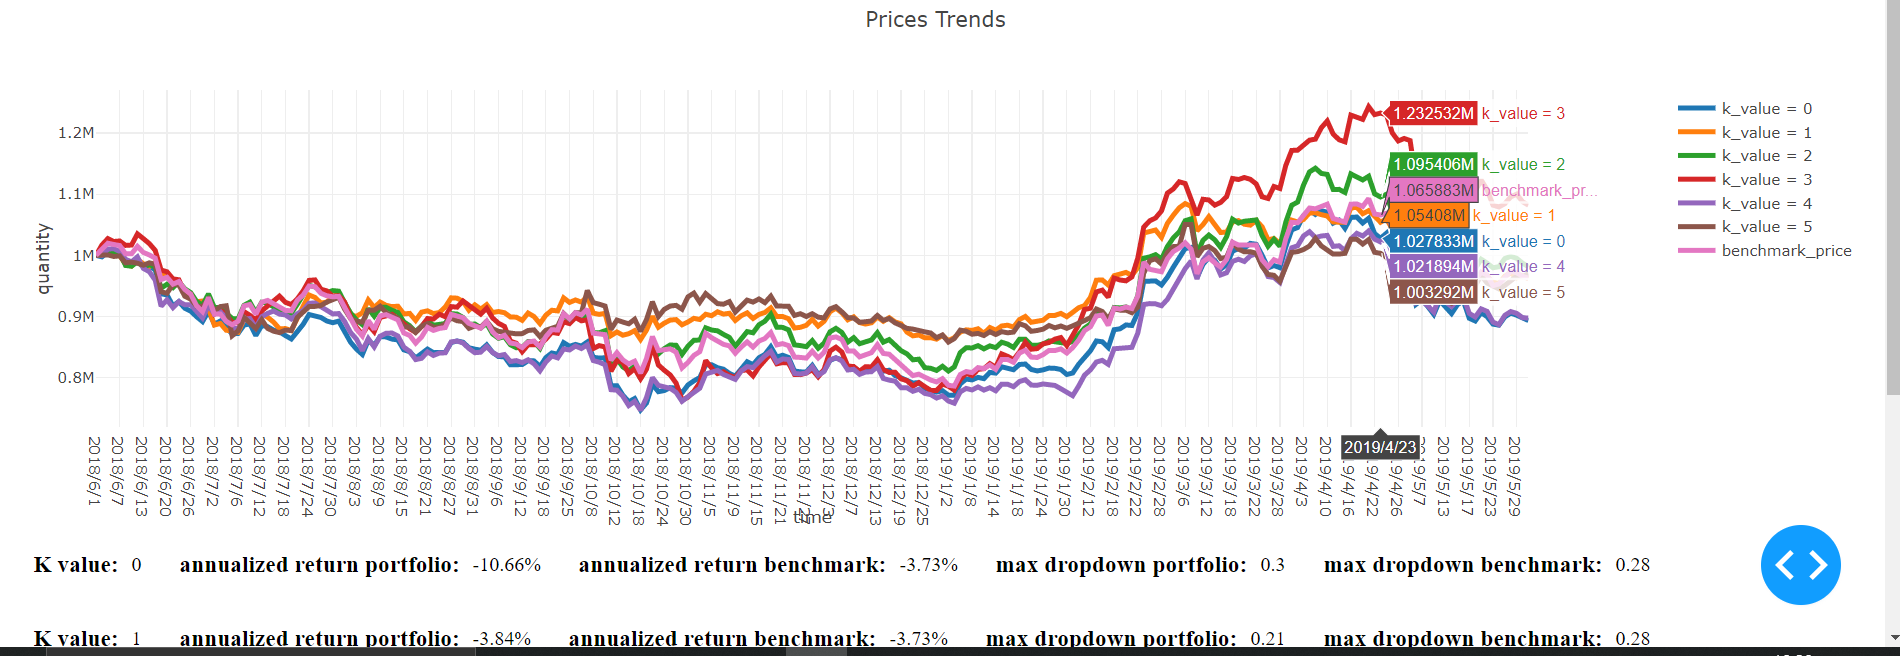 Prices Trends
quantity
1.2M
1.1M
1M
0.9M
0.8M
1.232532M k_value = 3
1.095406M k_value = 2
1.065883M benchmark_pr...
1.05408M k_value = 1
1.027833M k_value = 0
1.021894M k_value = 4
1.003292M k_value = 5
k_value = 0
k_value = 1
k_value = 2
k_value = 3
k_value = 4
k_value = 5
benchmark_price
2018/6/1
2018/6/7
2018/6/13
2018/6/20
2018/6/26
2018/7/2
2018/7/6
2018/7/12
2018/7/18
2018/7/24
2018/7/30
2018/8/3
2018/8/9
2018/8/15
2018/8/21
2018/8/27
2018/8/31
2018/9/6
2018/9/12
2018/9/18
2018/9/25
2018/10/8
2018/10/12
2018/10/18
2018/10/24
2018/10/30
2018/11/5
2018/11/9
2018/11/15
2018/11/21
2018/11/27
2018/12/3
2018/12/7
2018/12/13
2018/12/19
2018/12/25
2019/1/2
2019/1/8
2019/1/14
2019/1/18
2019/1/24
2019/1/30
2019/2/12
2019/2/18
2019/2/22
2019/2/28
2019/3/6
2019/3/12
2019/3/18
2019/3/22
2019/3/28
2019/4/3
2019/4/10
2019/4/16
2019/4/22
2019/4/26
2019/5/7
2019/5/13
2019/5/17
2019/5/23
2019/5/29
2019/4/23
time
K value: 0 annualized return portfolio: -10.66% annualized return benchmark: -3.73% max dropdown portfolio: 0.3 max dropdown benchmark: 0.28
K value: 1 annualized return portfolio: -3.84% annualized return benchmark: -3.73% max dropdown portfolio: 0.21 max dropdown benchmark: 0.28